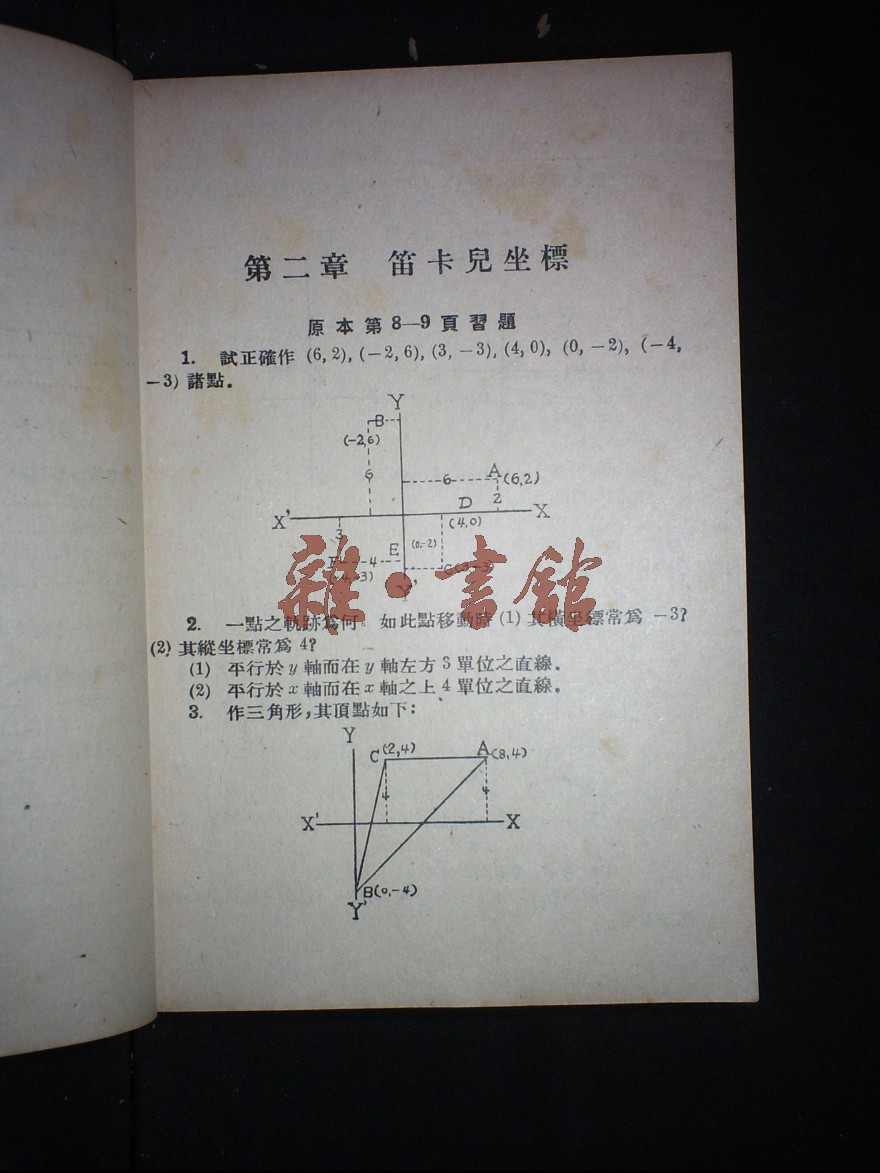 第二章 笛卡兒坐標
原本第8—9頁習題
1. 試正確作 (6, 2), (−2, 6), (3, −3), (4, 0), (0, −2), (−4,
−3) 諸點。
Y
B
(-2,6)
6
6
A
(6,2)
2
D
X'
X
(4,0)
3
E
(0,-2)
F
4
Y'
雜·書館
2. 一點之軌跡爲何 如此點移動時 (1) 其橫坐標常爲 −3?
(2) 其縱坐標常爲 4?
(1) 平行於 y 軸而在 y 軸左方 3 單位之直線。
(2) 平行於 x 軸而在 x 軸之上 4 單位之直線。
3. 作三角形,其頂點如下:
Y
C (2,4)
A (8,4)
4
4
X'
X
B(0,-4)
Y'